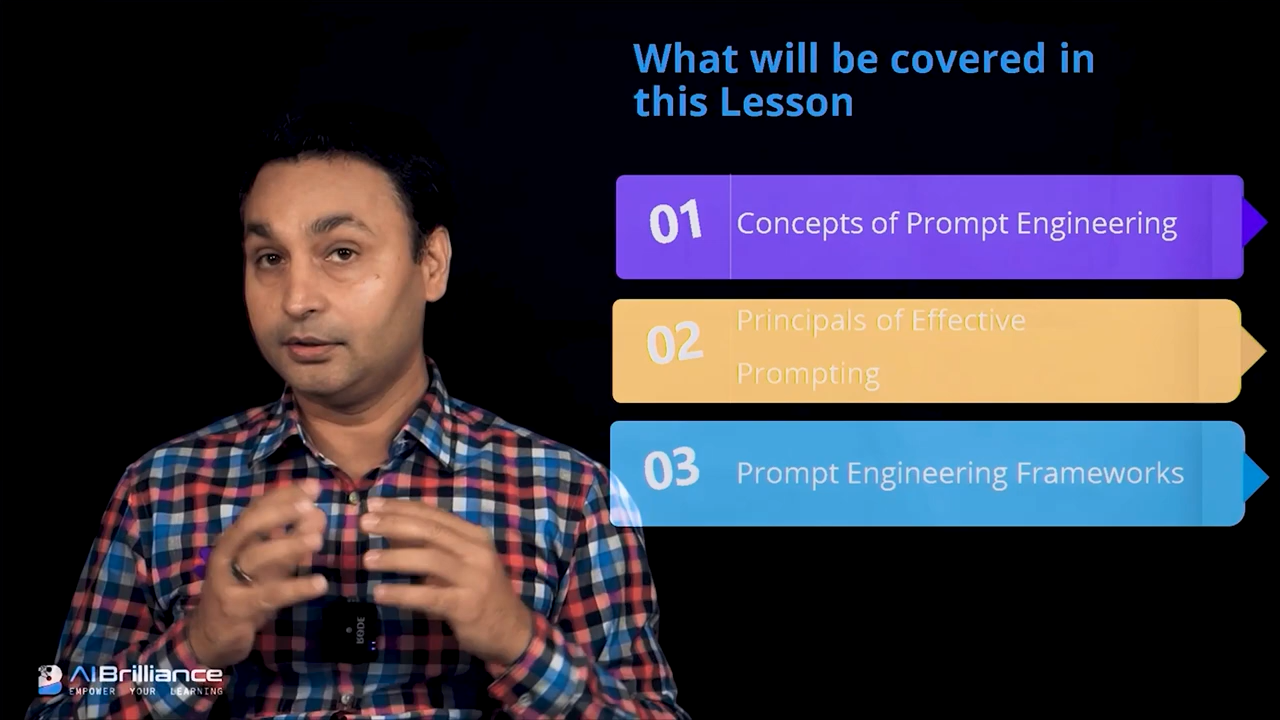 What will be covered in
this Lesson
01 Concepts of Prompt Engineering
02 Principals of Effective
Prompting
03 Prompt Engineering Frameworks
RODE
AIBrilliance
EMPOWER YOUR LEARNING